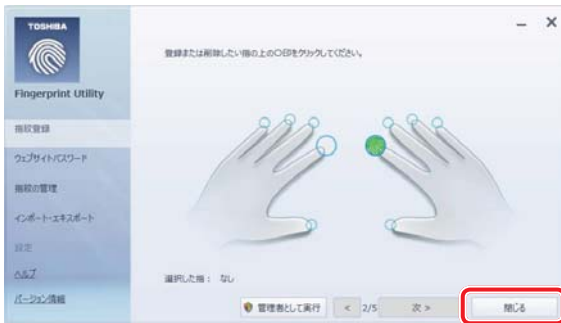 TOSHIBA
Fingerprint Utility
指紋登録
ウェブサイトパスワード
指紋の管理
インポート・エキスポート
設定
ヘルプ
バージョン情報
登録または削除したい指の上の○印をクリックしてください。
選択した指： なし
管理者として実行
< 2/5 次 >
閉じる